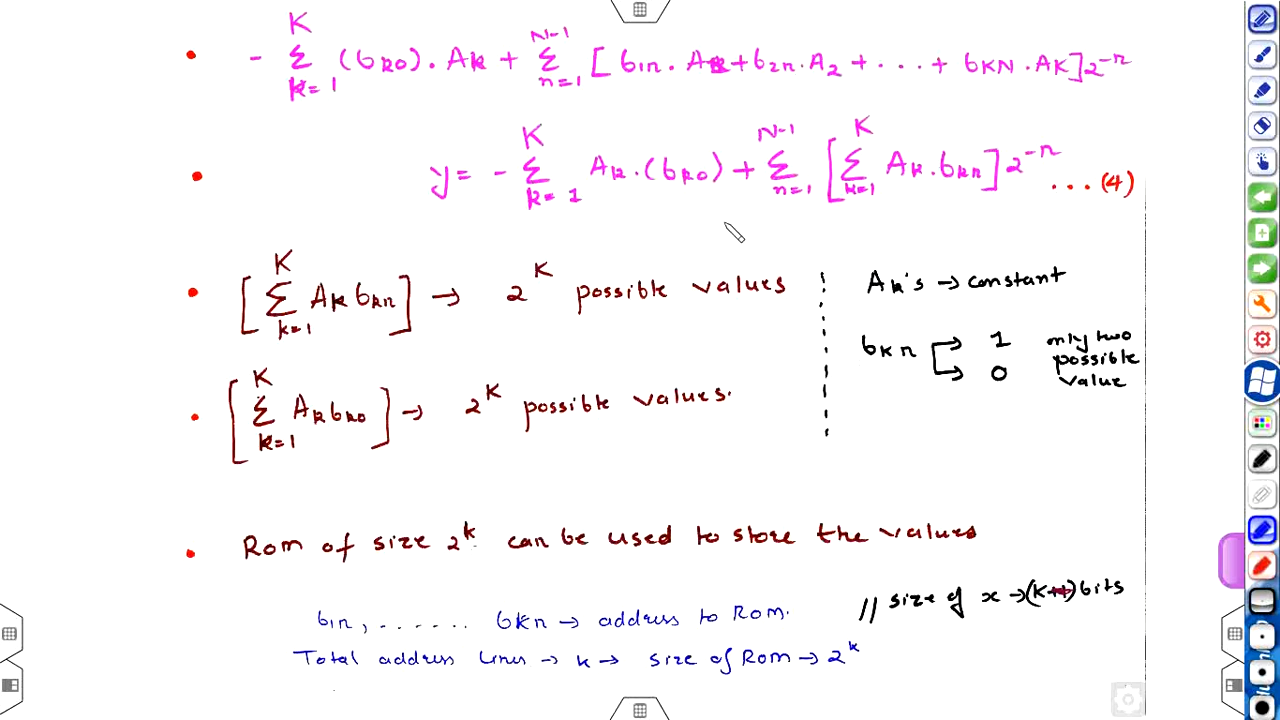 - Σ_{k=1}^{K} (bk0) . Ak + Σ_{n=1}^{N-1} [b1n . Ak + b2n . A2 + . . . + bKN . AK] 2^{-n}
y = - Σ_{k=1}^{K} Ak . (bk0) + Σ_{n=1}^{N-1} [Σ_{k=1}^{K} Ak . bkn] 2^{-n} ... (4)
[Σ_{k=1}^{K} Ak bkn] → 2^K possible values
Ak's → constant
bkn → 1 only two
→ 0 possible
value
[Σ_{k=1}^{K} Ak bk0] → 2^K possible values.
Rom of size 2^k can be used to store the values
// size of x → (K+1) bits
b1n, ....... bkn → address to Rom.
Total address lines → k → size of Rom → 2^k